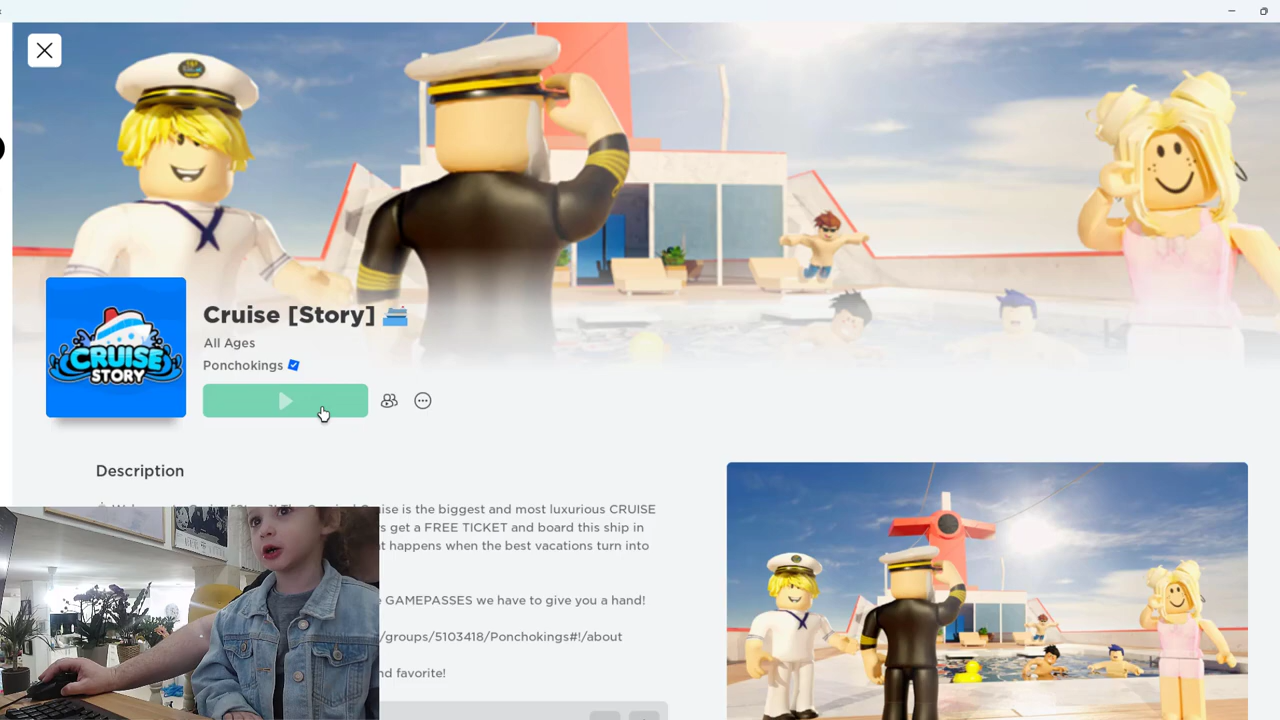 Cruise [Story]
All Ages
Ponchokings
CRUISE
STORY
Description
is the biggest and most luxurious CRUISE
get a FREE TICKET and board this ship in
happens when the best vacations turn into
GAMEPASSES we have to give you a hand!
/groups/5103418/Ponchokings#!/about
favorite!